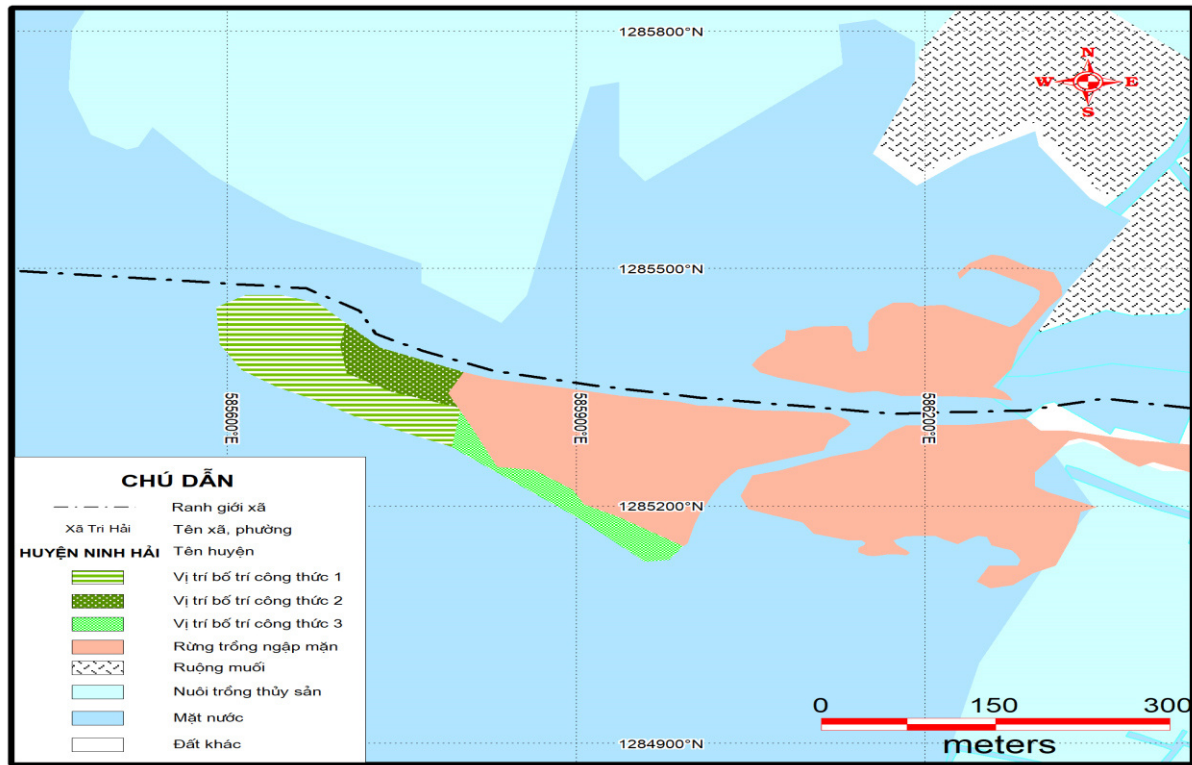 1285800°N
N
W
E
S
1285500°N
585600°E
585900°E
586200°E
1285200°N
1284900°N
CHÚ DẪN
Ranh giới xã
Xã Tri Hải Tên xã, phường
HUYỆN NINH HẢI Tên huyện
Vị trí bố trí công thức 1
Vị trí bố trí công thức 2
Vị trí bố trí công thức 3
Rừng trồng ngập mặn
Ruộng muối
Nuôi trồng thủy sản
Mặt nước
Đất khác
0 150 300
meters